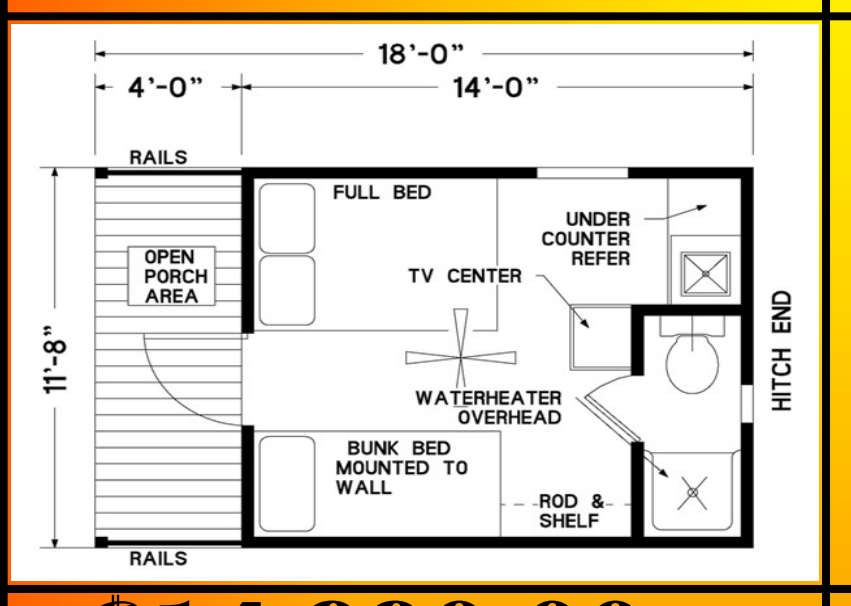 18'-0"
4'-0"
14'-0"
RAILS
FULL BED
UNDER
COUNTER
REFER
OPEN
PORCH
AREA
TV CENTER
HITCH END
11'-8"
WATERHEATER
OVERHEAD
BUNK BED
MOUNTED TO
WALL
ROD &
SHELF
RAILS